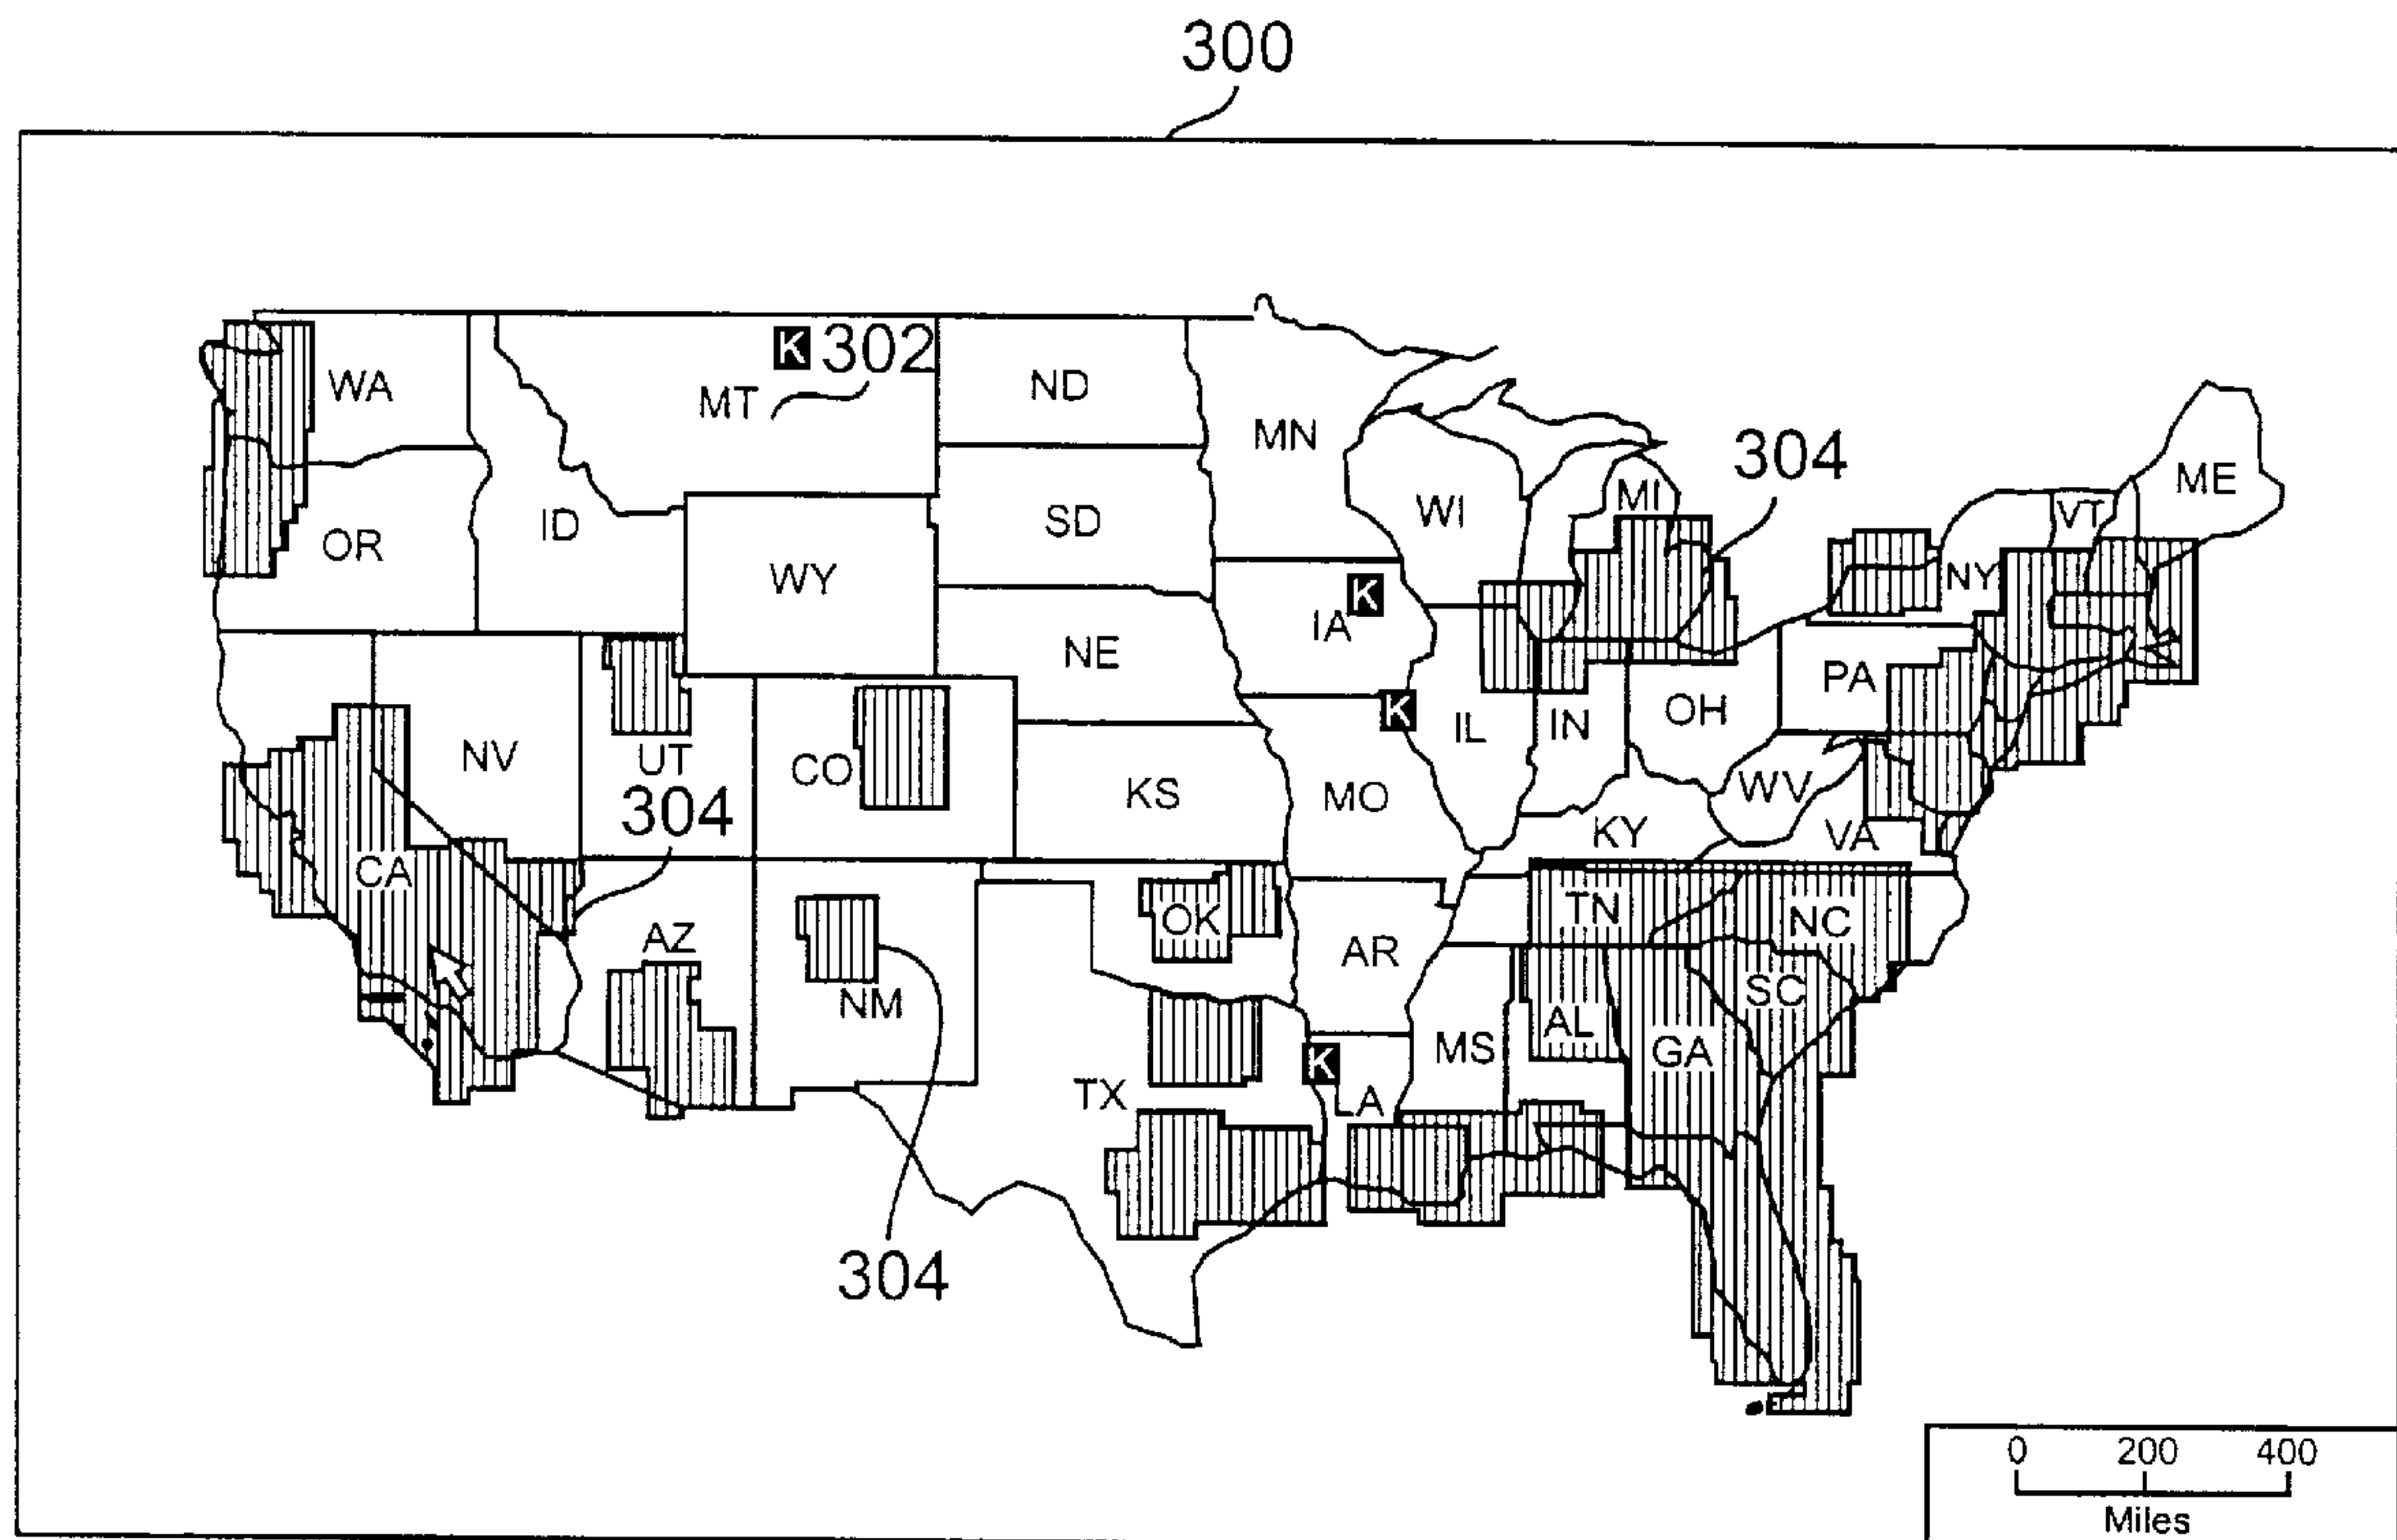 300
K 302
WA
MT
ND
MN
ME
304
MI
VT
WI
SD
ID
OR
WY
NY
K
IA
NE
PA
K
OH
IL
IN
NV
UT
CO
KS
MO
WV
304
KY
VA
CA
TN
NC
OK
AZ
AR
SC
NM
AL
MS
GA
K
TX
LA
304
0 200 400
Miles